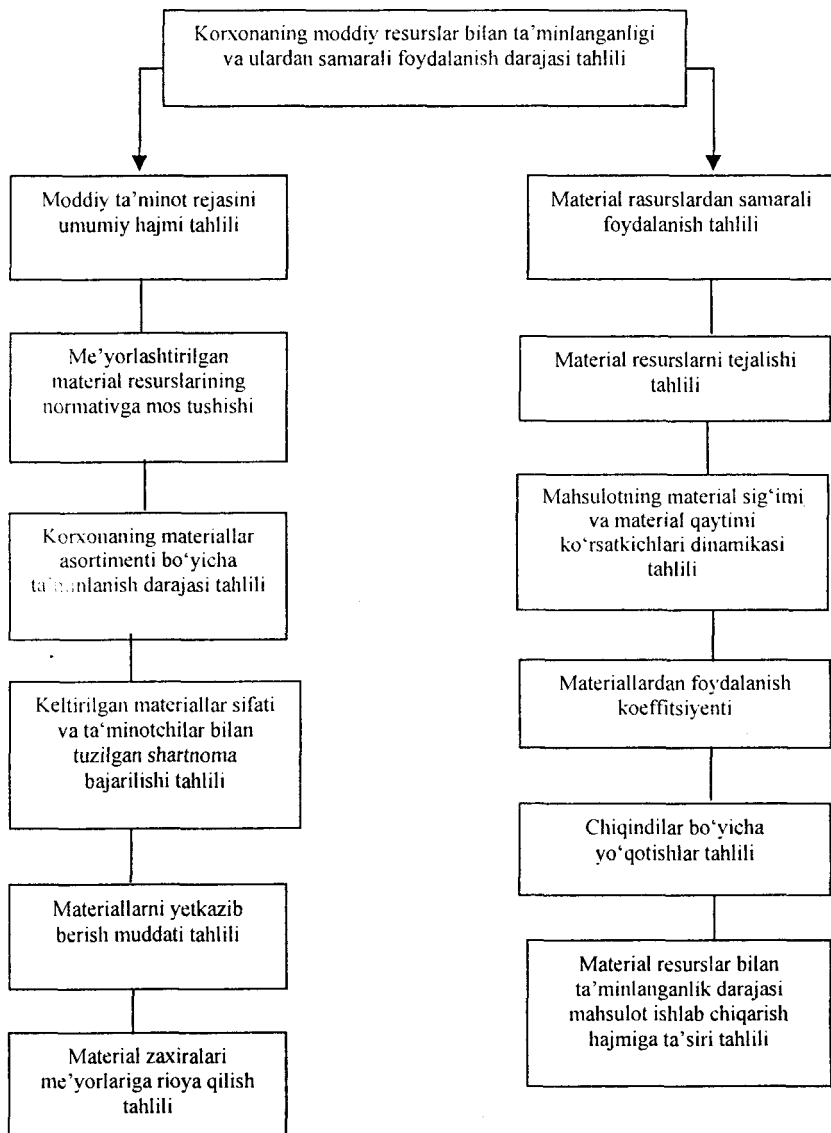 Korxonaning moddiy resurslar bilan ta’minlanganligi
va ulardan samarali foydalanish darajasi tahlili
Moddiy ta’minot rejasini
umumiy hajmi tahlili
Me’yorlashtirilgan
material resurslarining
normativga mos tushishi
Korxonaning materiallar
asortimenti bo‘yicha
ta’minlanish darajasi tahlili
Keltirilgan materiallar sifati
va ta‘minotchilar bilan
tuzilgan shartnoma
bajarilishi tahlili
Materiallarni yetkazib
berish muddati tahlili
Material zaxiralari
me’yorlariga rioya qilish
tahlili
Material rasurslardan samarali
foydalanish tahlili
Material resurslarni tejalishi
tahlili
Mahsulotning material sig‘imi
va material qaytimi
ko‘rsatkichlari dinamikasi
tahlili
Materiallardan foydalanish
koeffitsiyenti
Chiqindilar bo‘yicha
yo‘qotishlar tahlili
Material resurslar bilan
ta’minlanganlik darajasi
mahsulot ishlab chiqarish
hajmiga ta’siri tahlili